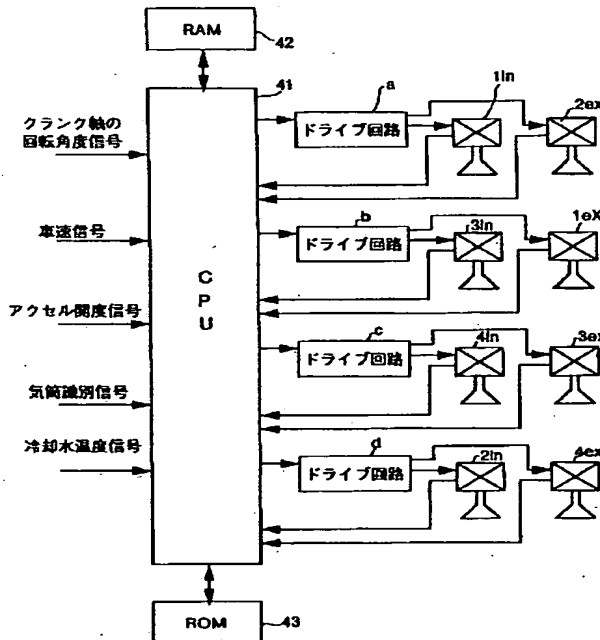 RAM
42
41
クランク軸の
回転角度信号
車速信号
アクセル開度信号
気筒識別信号
冷却水温度信号
CPU
a
ドライブ回路
1in
2ex
b
ドライブ回路
3in
1eX
c
ドライブ回路
4in
3ex
d
ドライブ回路
2in
4ex
ROM
43